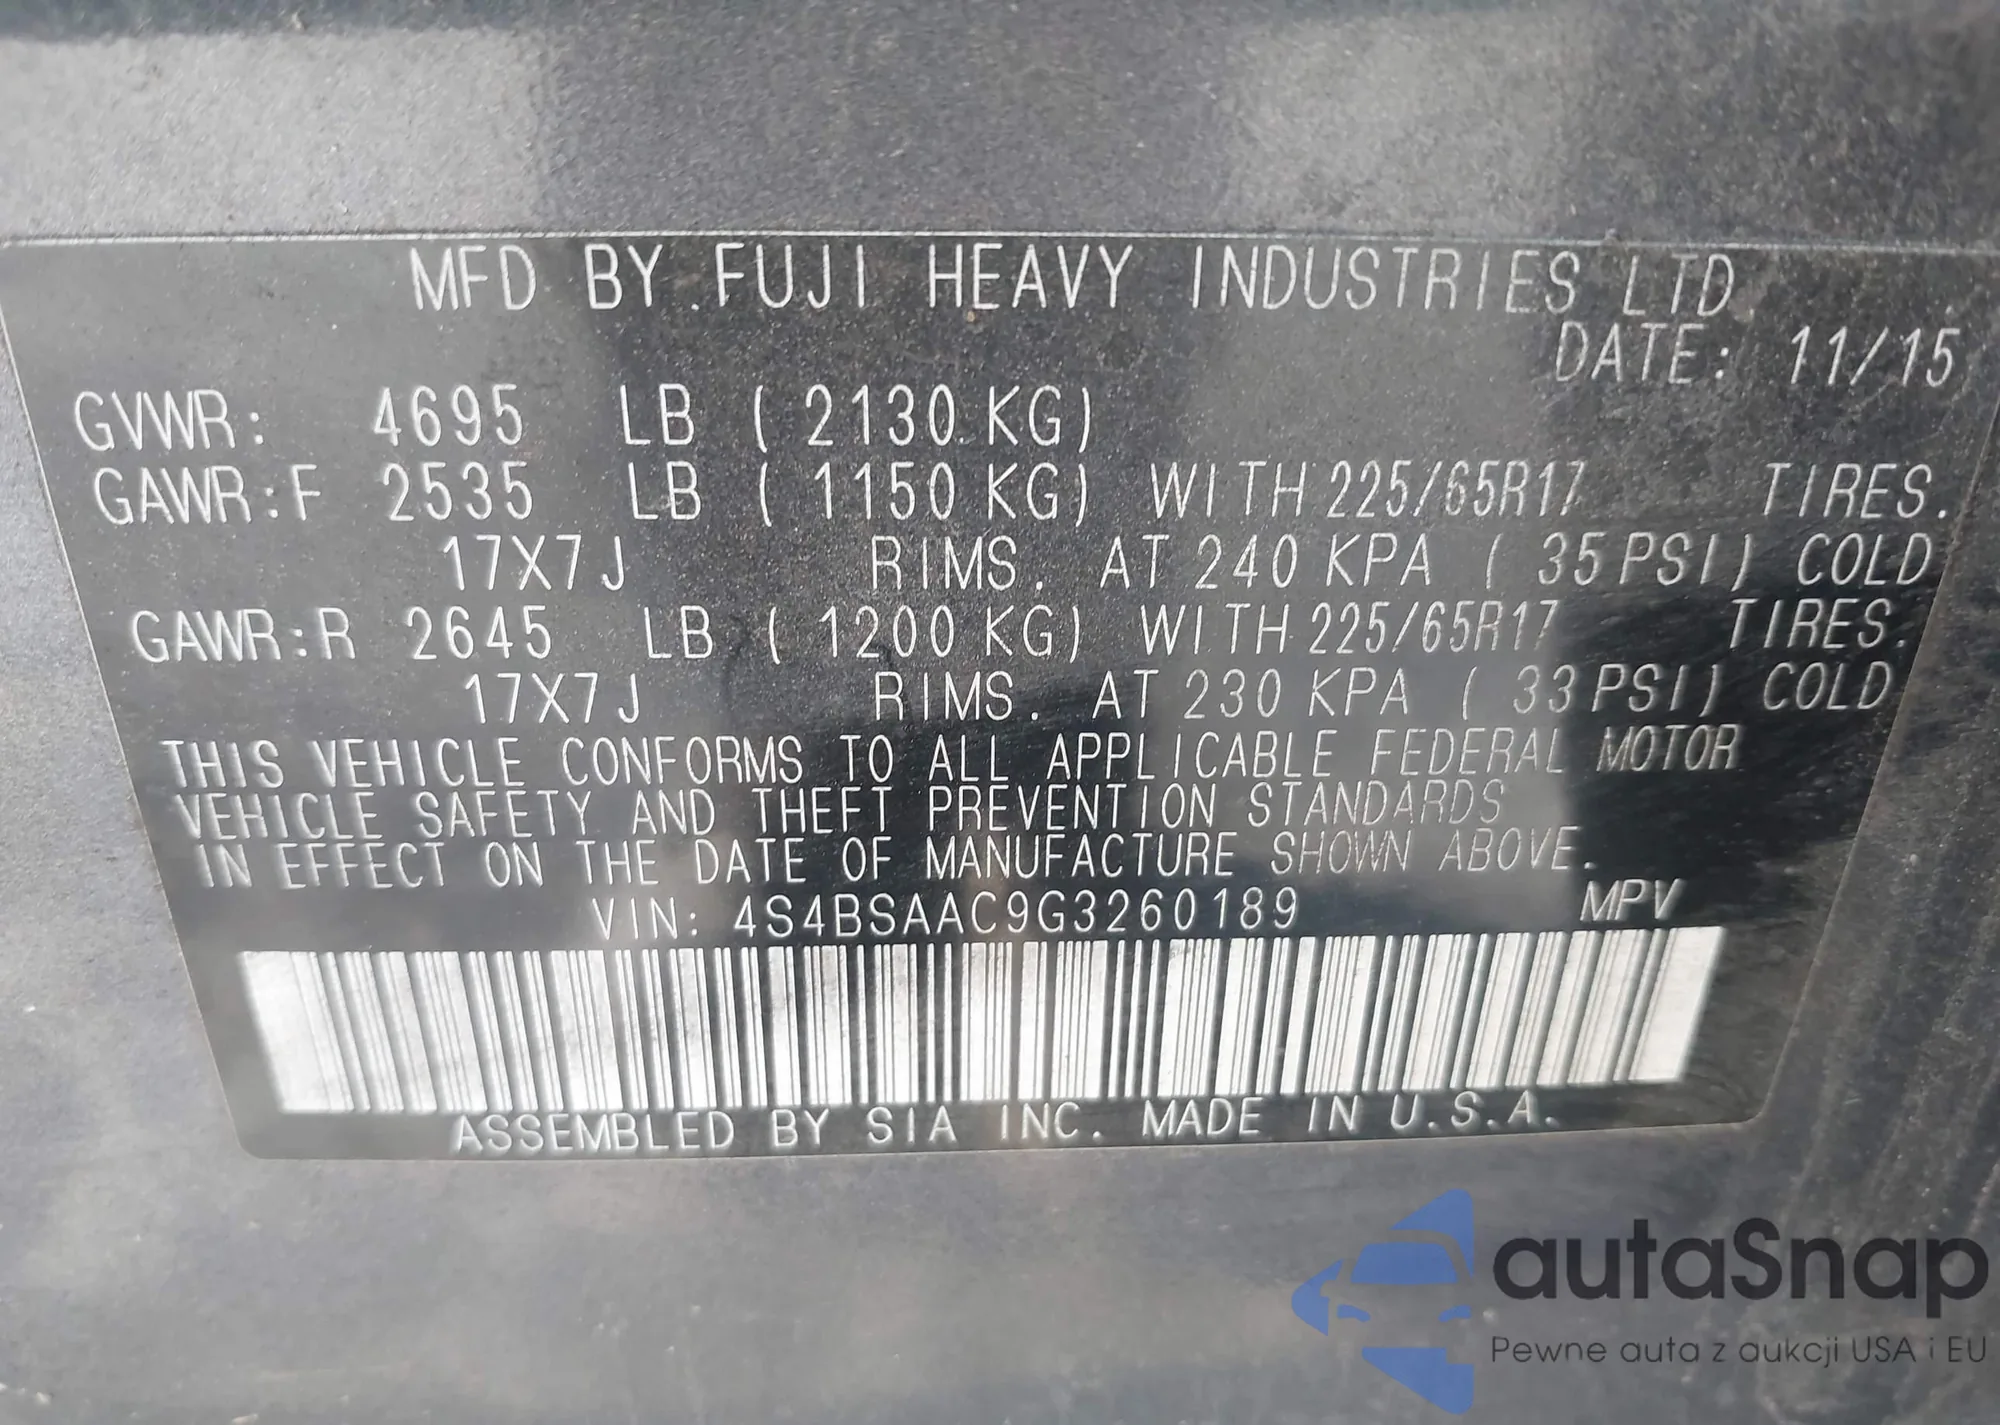 MFD BY FUJI HEAVY INDUSTRIES LTD.
DATE: 11/15
GVWR: 4695 LB ( 2130 KG)
GAWR:F 2535 LB ( 1150 KG) WITH 225/65R17 TIRES.
17X7J RIMS. AT 240 KPA ( 35 PSI) COLD
GAWR:R 2645 LB ( 1200 KG) WITH 225/65R17 TIRES.
17X7J RIMS. AT 230 KPA ( 33 PSI) COLD
THIS VEHICLE CONFORMS TO ALL APPLICABLE FEDERAL MOTOR
VEHICLE SAFETY AND THEFT PREVENTION STANDARDS
IN EFFECT ON THE DATE OF MANUFACTURE SHOWN ABOVE.
VIN: 4S4BSAAC9G3260189 MPV
ASSEMBLED BY SIA INC. MADE IN U.S.A.
autaSnap
Pewne auta z aukcji USA i EU